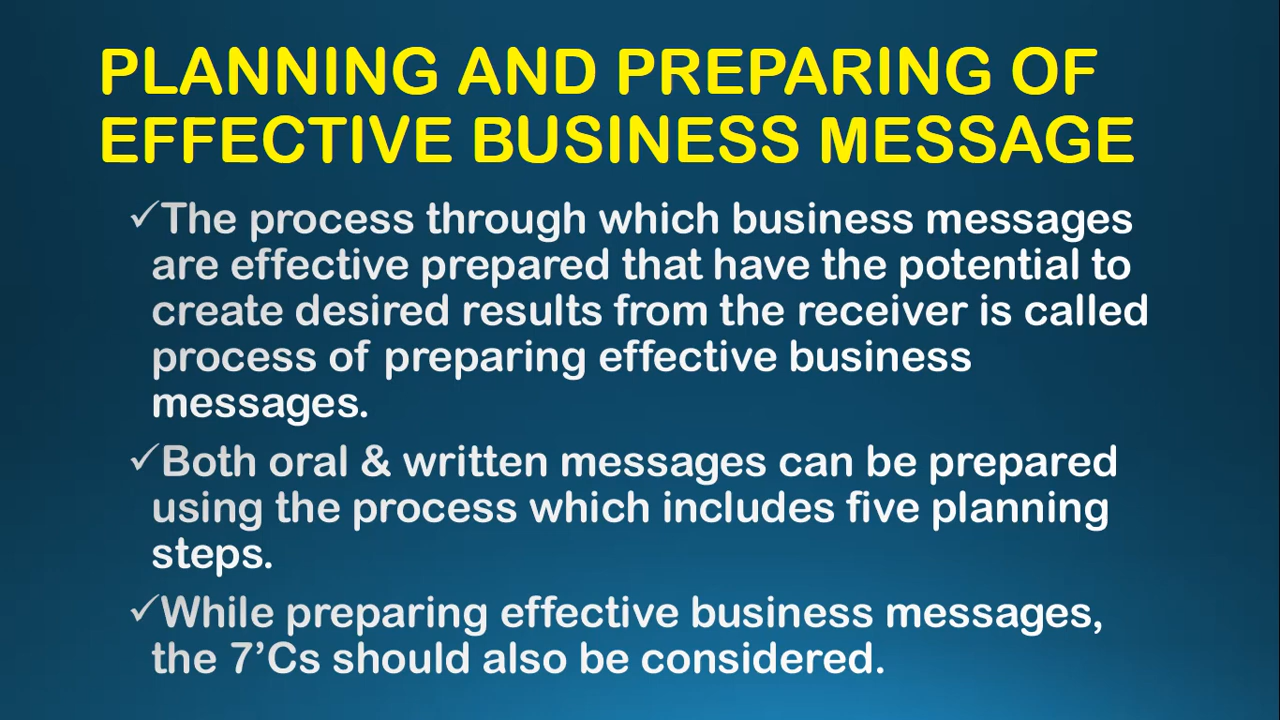 PLANNING AND PREPARING OF
EFFECTIVE BUSINESS MESSAGE
✓The process through which business messages
are effective prepared that have the potential to
create desired results from the receiver is called
process of preparing effective business
messages.
✓Both oral & written messages can be prepared
using the process which includes five planning
steps.
✓While preparing effective business messages,
the 7’Cs should also be considered.